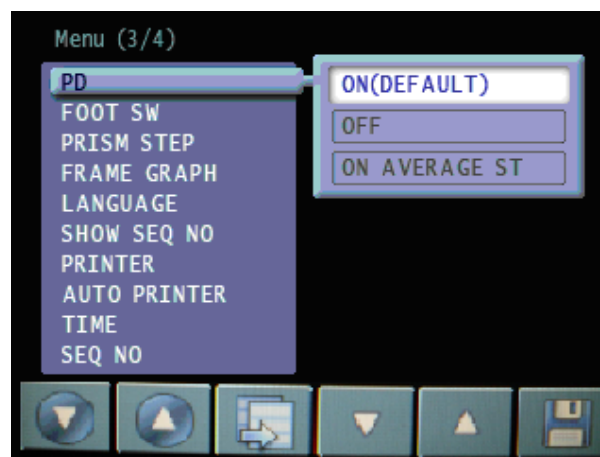 Menu (3/4)
PD
FOOT SW
PRISM STEP
FRAME GRAPH
LANGUAGE
SHOW SEQ NO
PRINTER
AUTO PRINTER
TIME
SEQ NO
ON(DEFAULT)
OFF
ON AVERAGE ST